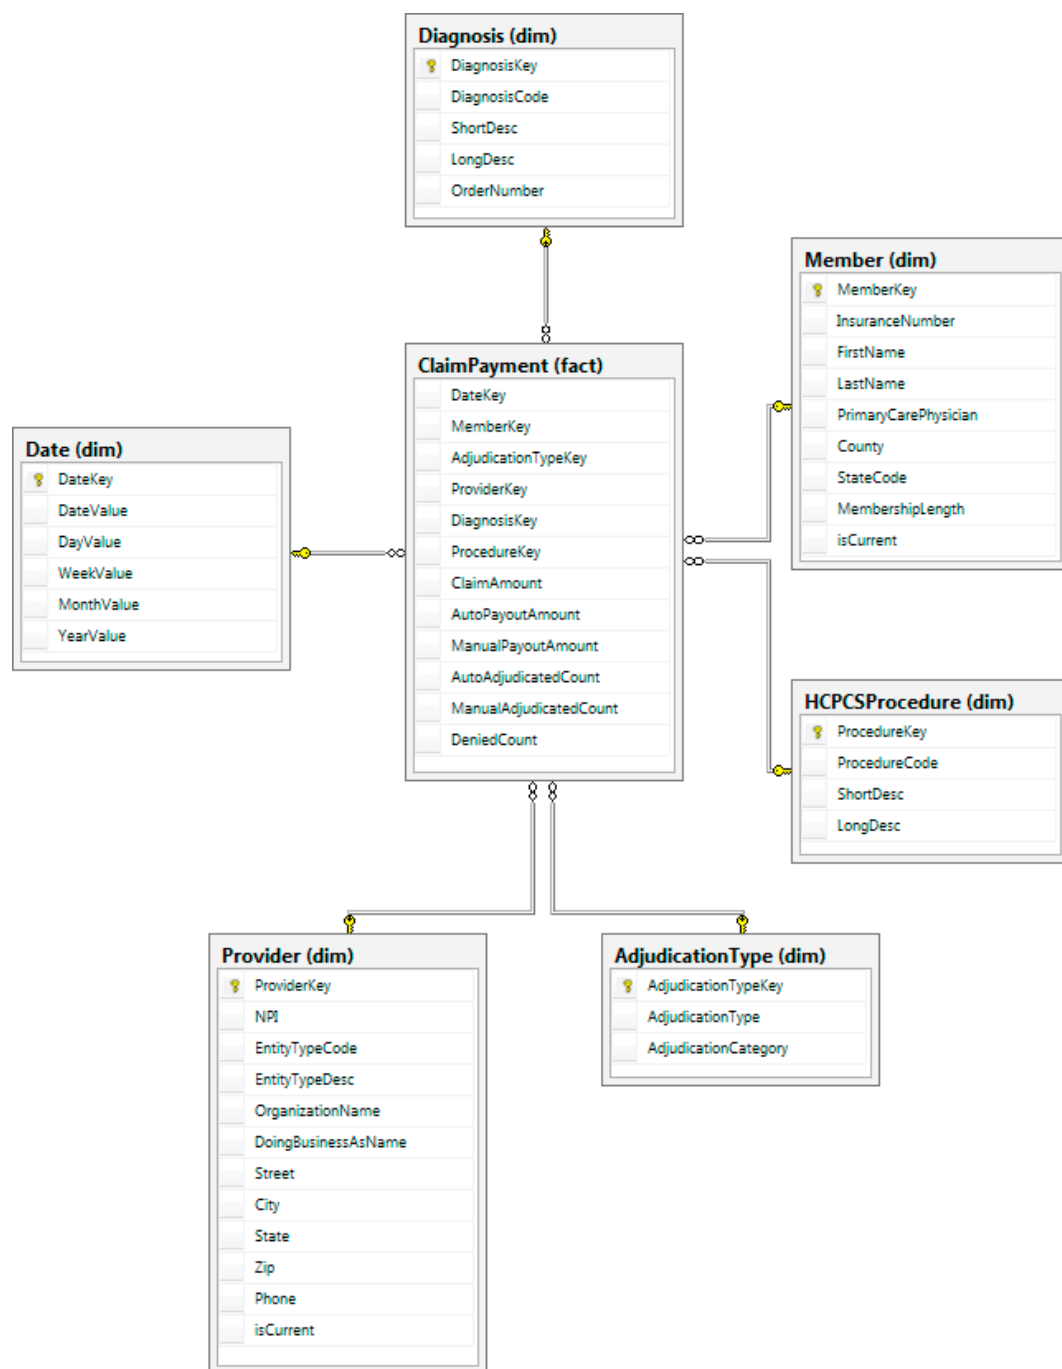 Diagnosis (dim)
DiagnosisKey
DiagnosisCode
ShortDesc
LongDesc
OrderNumber
Member (dim)
MemberKey
InsuranceNumber
FirstName
LastName
PrimaryCarePhysician
County
StateCode
MembershipLength
isCurrent
ClaimPayment (fact)
DateKey
MemberKey
AdjudicationTypeKey
ProviderKey
DiagnosisKey
ProcedureKey
ClaimAmount
AutoPayoutAmount
ManualPayoutAmount
AutoAdjudicatedCount
ManualAdjudicatedCount
DeniedCount
Date (dim)
DateKey
DateValue
DayValue
WeekValue
MonthValue
YearValue
HCPCSProcedure (dim)
ProcedureKey
ProcedureCode
ShortDesc
LongDesc
Provider (dim)
ProviderKey
NPI
EntityTypeCode
EntityTypeDesc
OrganizationName
DoingBusinessAsName
Street
City
State
Zip
Phone
isCurrent
AdjudicationType (dim)
AdjudicationTypeKey
AdjudicationType
AdjudicationCategory